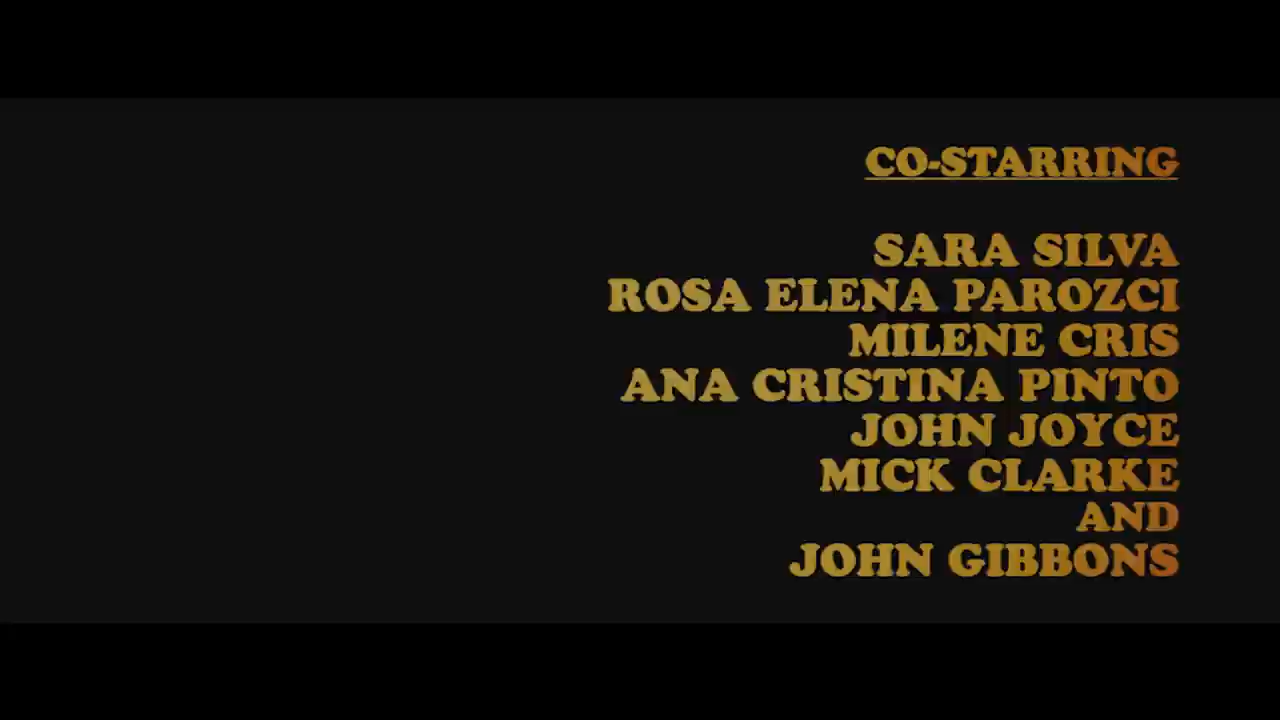 CO-STARRING
SARA SILVA
ROSA ELENA PAROZCI
MILENE CRIS
ANA CRISTINA PINTO
JOHN JOYCE
MICK CLARKE
AND
JOHN GIBBONS